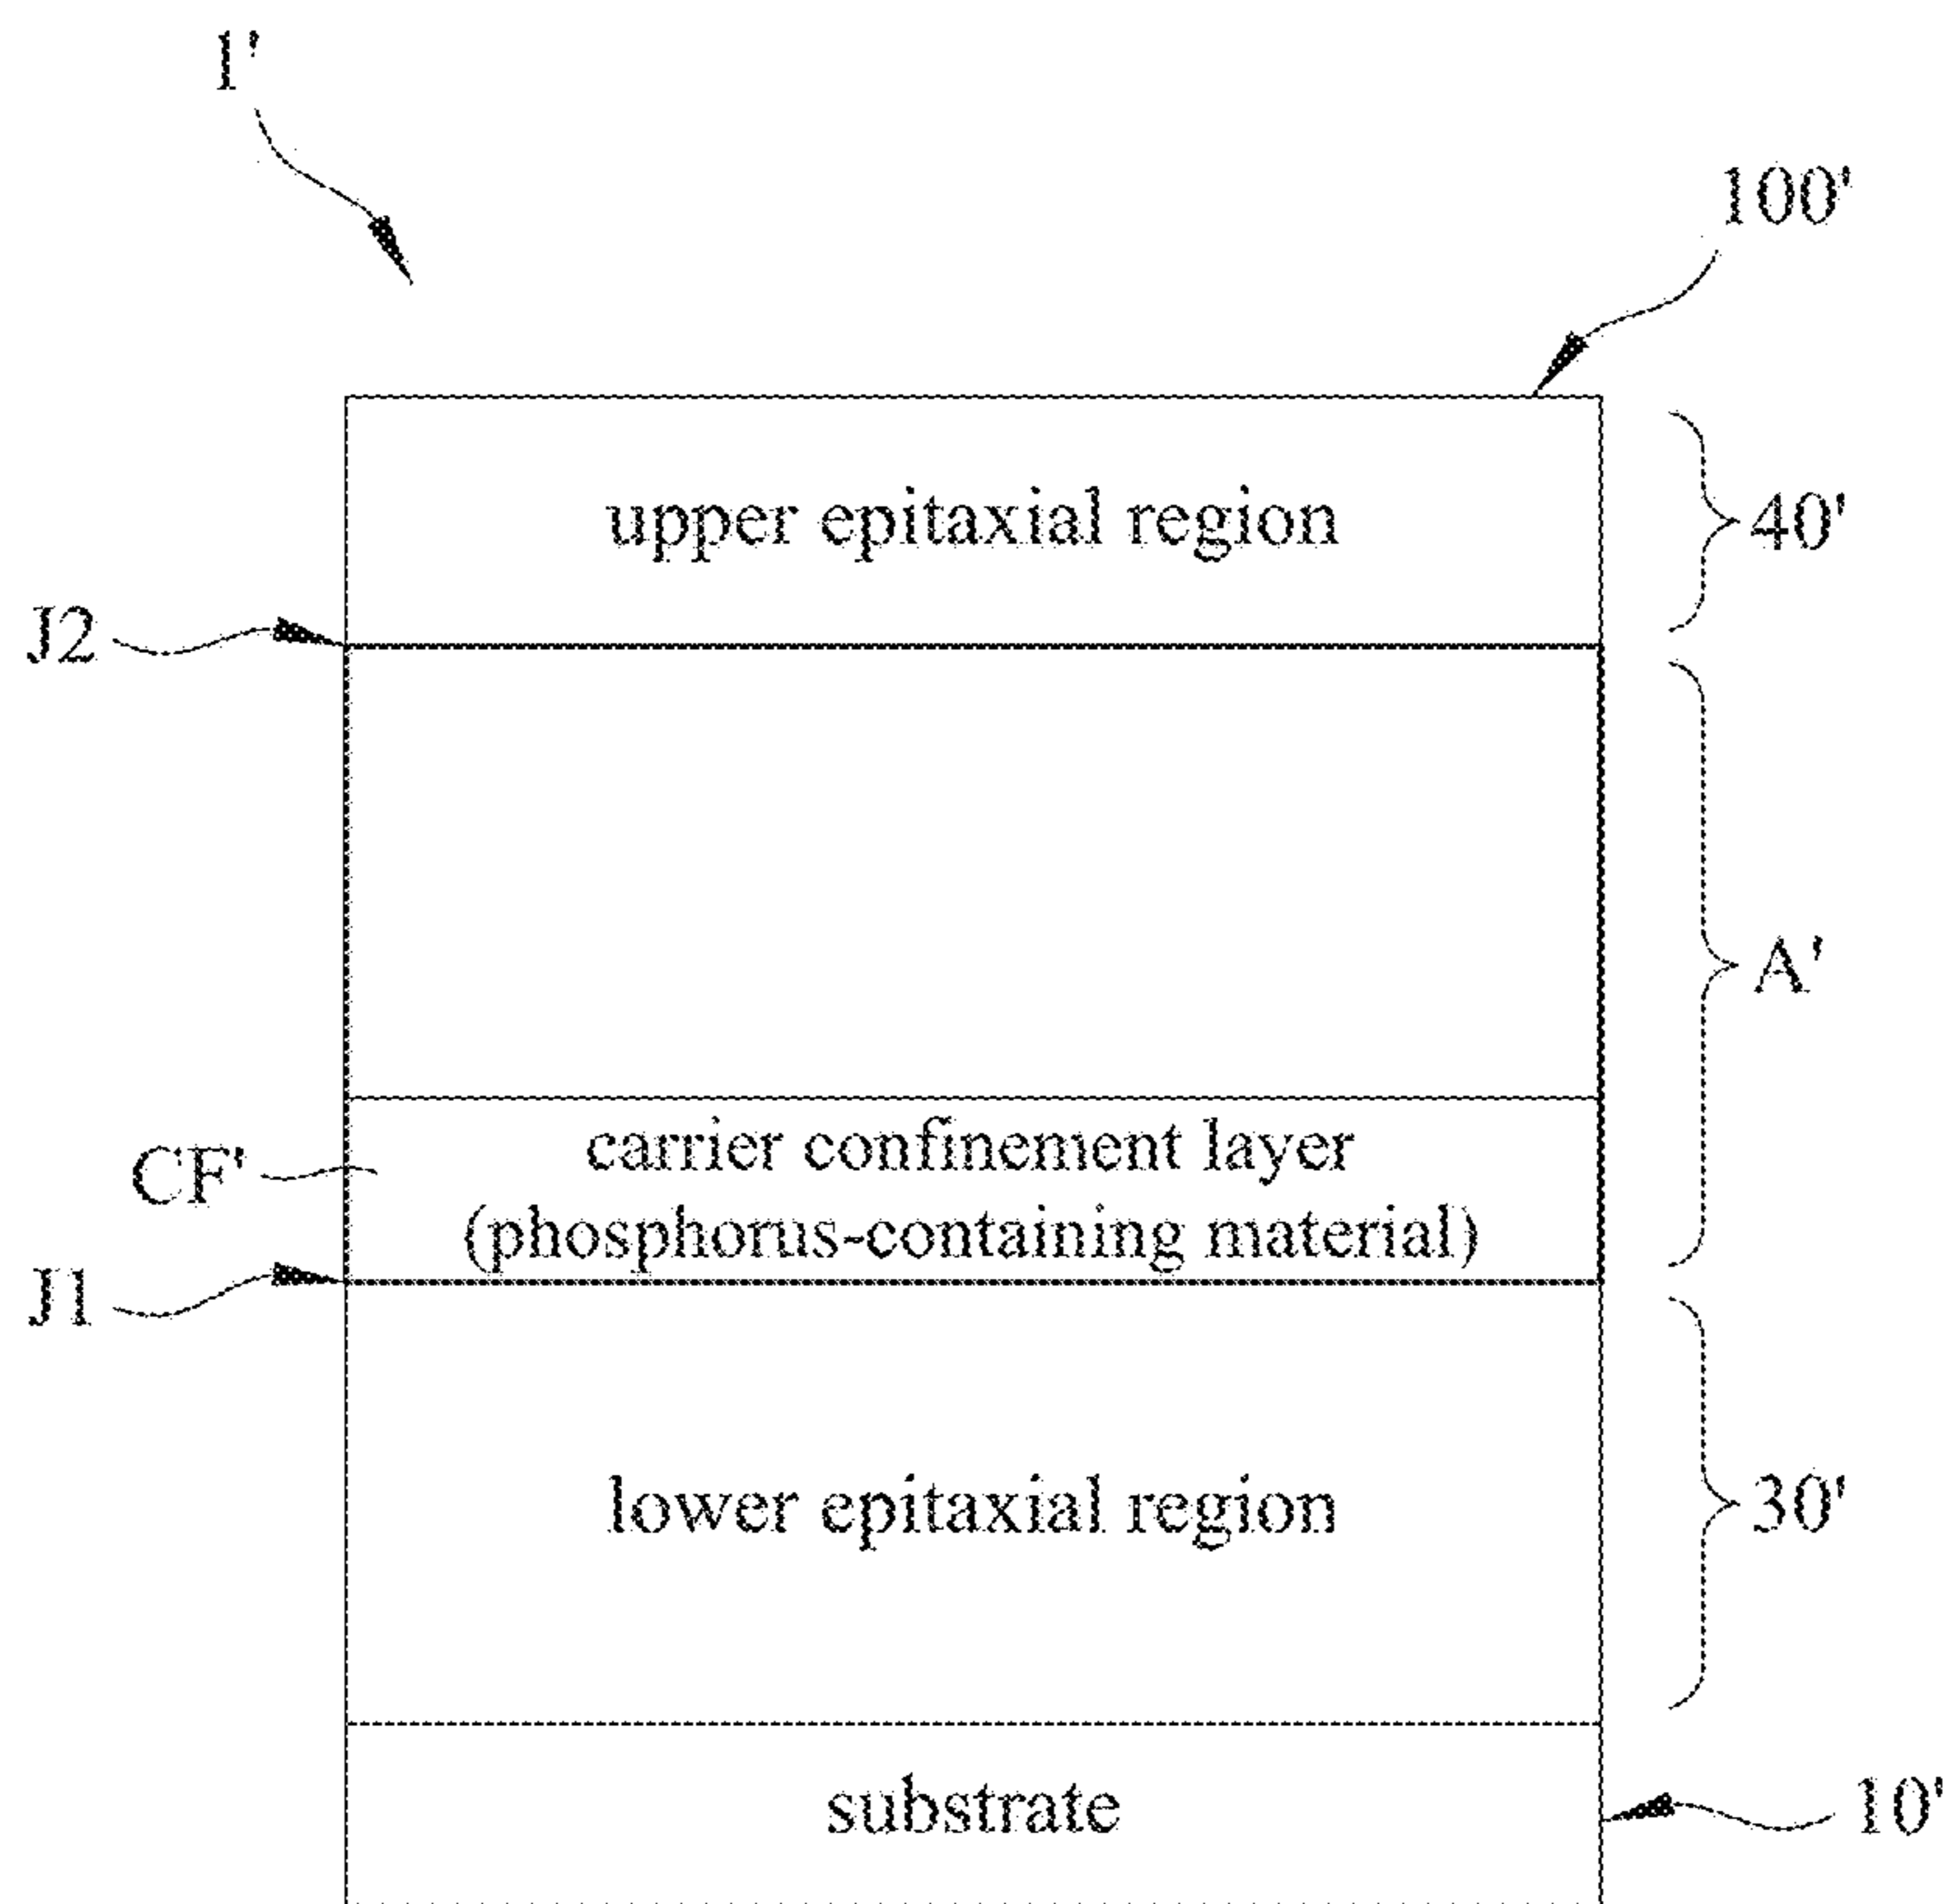 1'
100'
upper epitaxial region
40'
J2
A'
carrier confinement layer
CF'
(phosphorus-containing material)
J1
lower epitaxial region
30'
substrate
10'